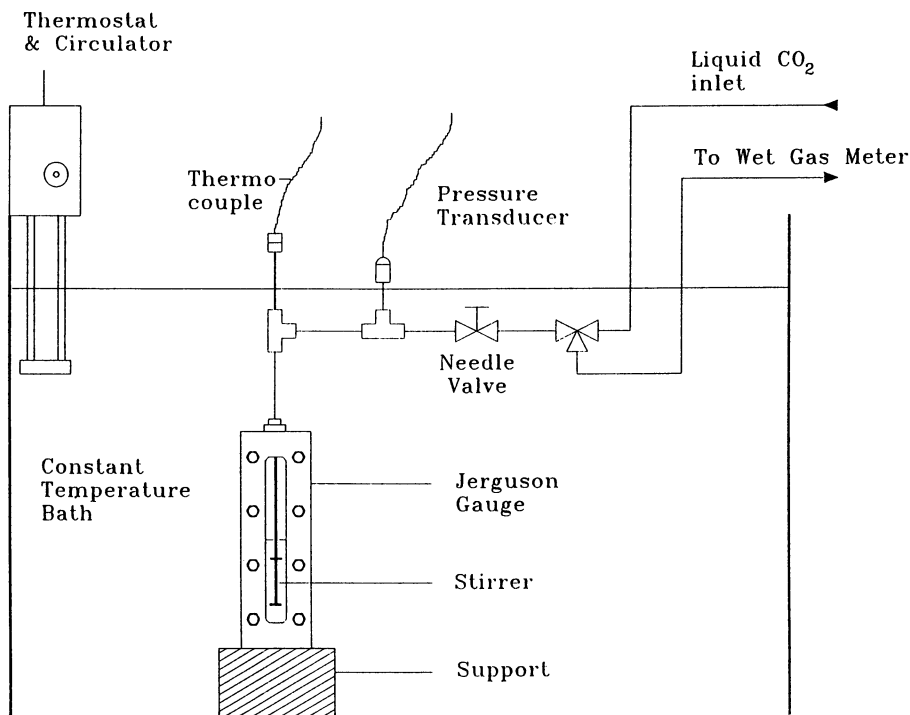 Thermostat
& Circulator
Liquid CO₂
inlet
To Wet Gas Meter
Thermo
couple
Pressure
Transducer
Needle
Valve
Constant
Temperature
Bath
Jerguson
Gauge
Stirrer
Support